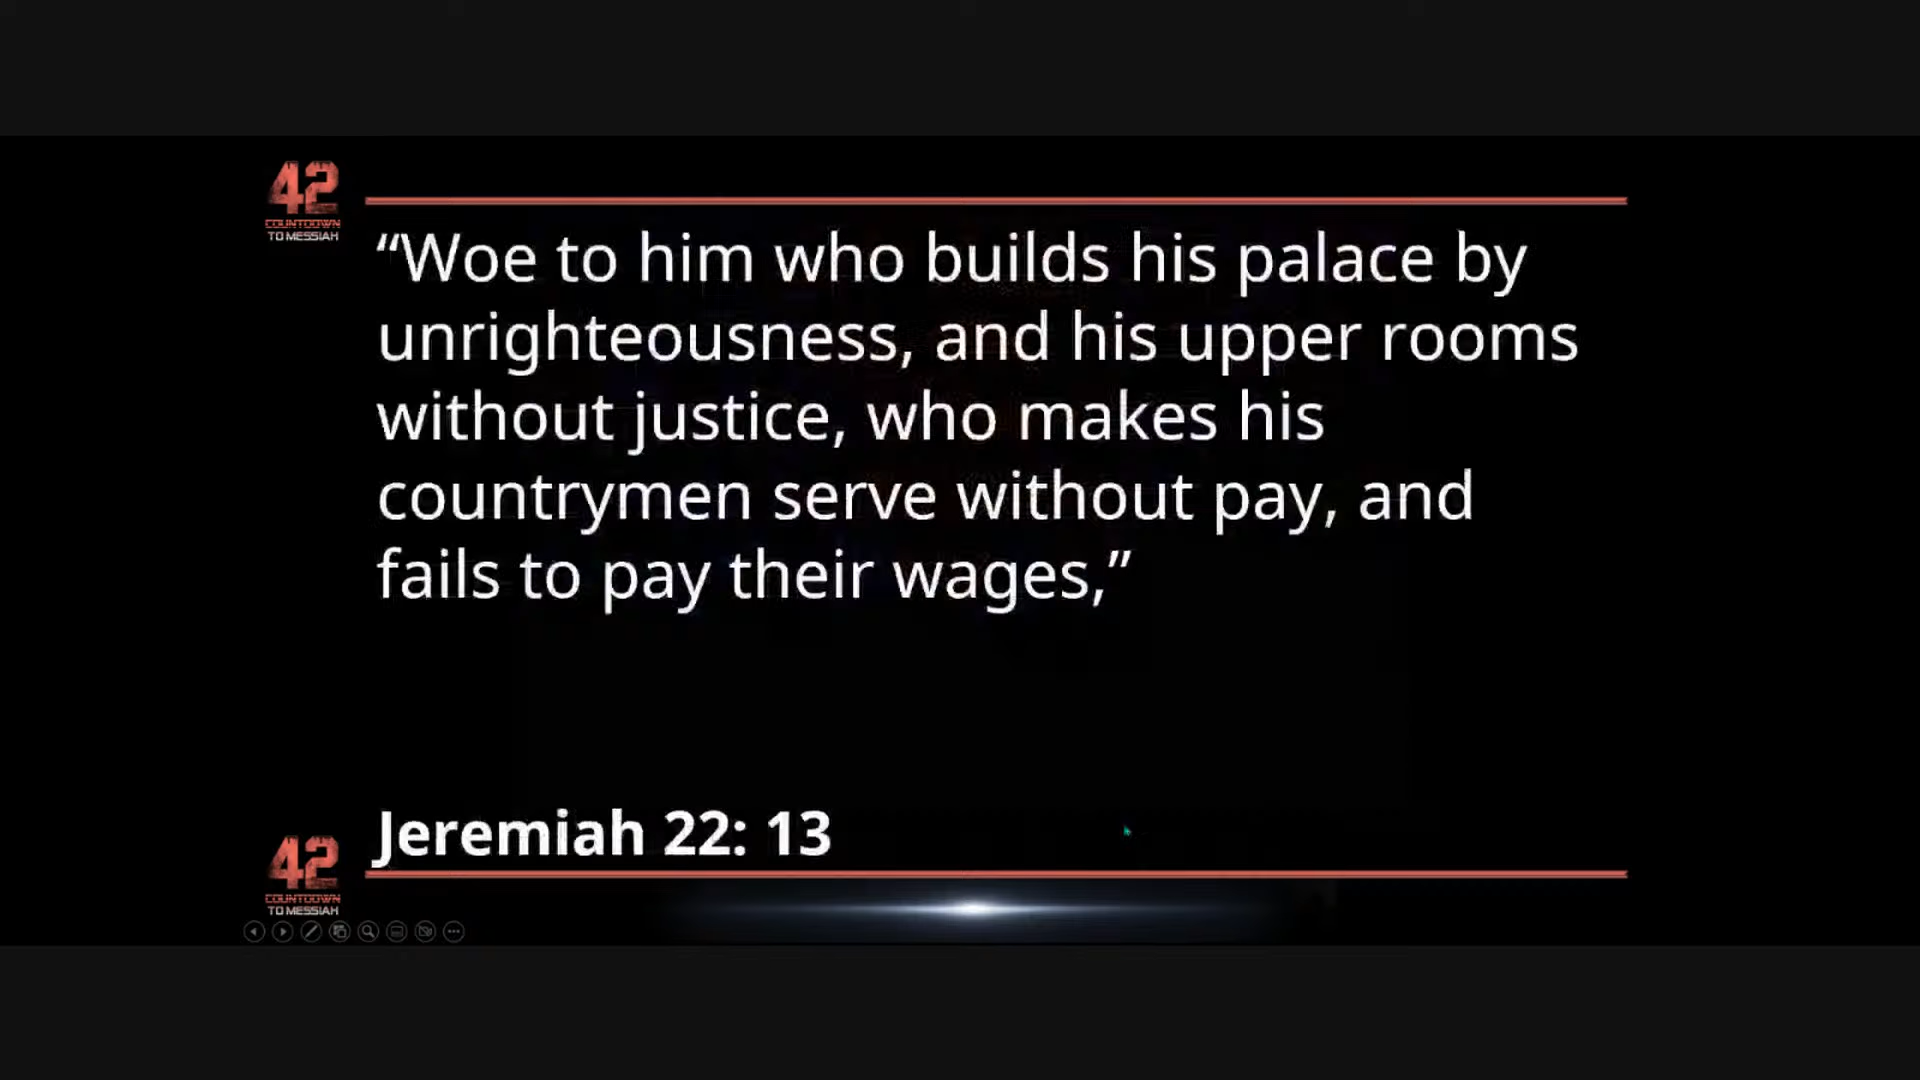 42
COUNTDOWN
TO MESSIAH
“Woe to him who builds his palace by
unrighteousness, and his upper rooms
without justice, who makes his
countrymen serve without pay, and
fails to pay their wages,”
Jeremiah 22: 13
42
COUNTDOWN
TO MESSIAH